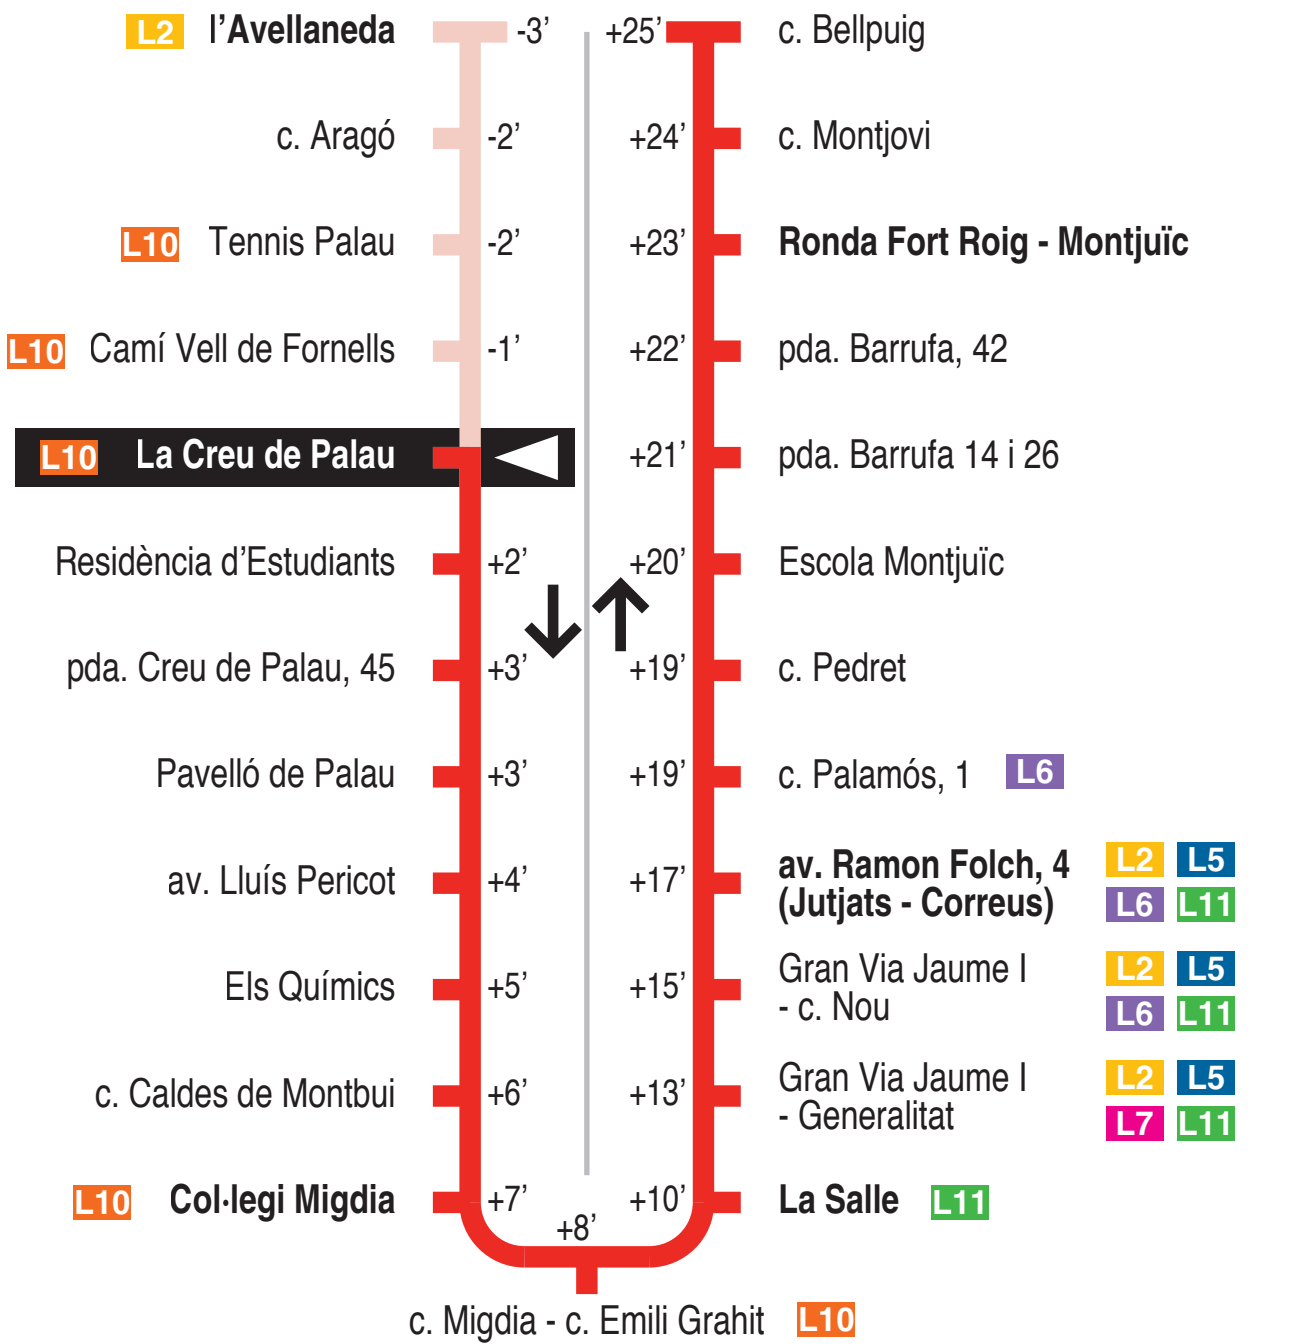 L2 l’Avellaneda -3’
c. Aragó -2’
L10 Tennis Palau -2’
L10 Camí Vell de Fornells -1’
L10 La Creu de Palau
Residència d’Estudiants +2’
pda. Creu de Palau, 45 +3’
Pavelló de Palau +3’
av. Lluís Pericot +4’
Els Químics +5’
c. Caldes de Montbui +6’
L10 Col·legi Migdia +7’
+8’
c. Migdia - c. Emili Grahit L10
+25’ c. Bellpuig
+24’ c. Montjovi
+23’ Ronda Fort Roig - Montjuïc
+22’ pda. Barrufa, 42
+21’ pda. Barrufa 14 i 26
+20’ Escola Montjuïc
+19’ c. Pedret
+19’ c. Palamós, 1 L6
+17’ av. Ramon Folch, 4 L2 L5
(Jutjats - Correus) L6 L11
+15’ Gran Via Jaume I L2 L5
- c. Nou L6 L11
+13’ Gran Via Jaume I L2 L5
- Generalitat L7 L11
+10’ La Salle L11